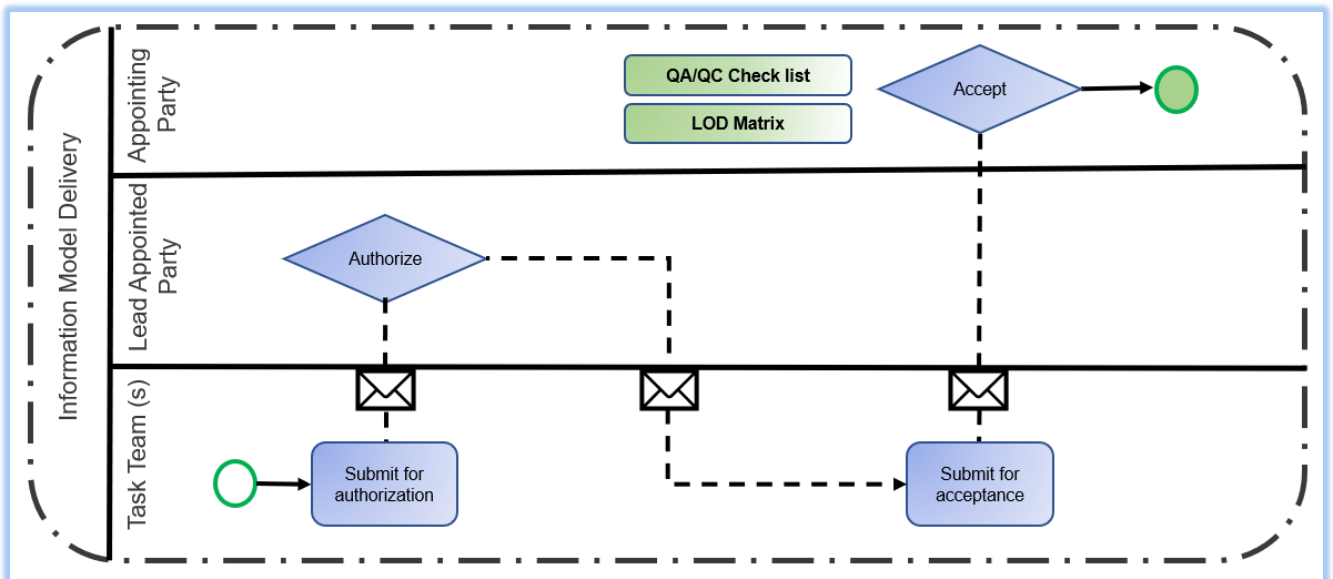 Information Model Delivery
Appointing
Party
QA/QC Check list
LOD Matrix
Accept
Lead Appointed
Party
Authorize
Task Team (s)
Submit for
authorization
Submit for
acceptance